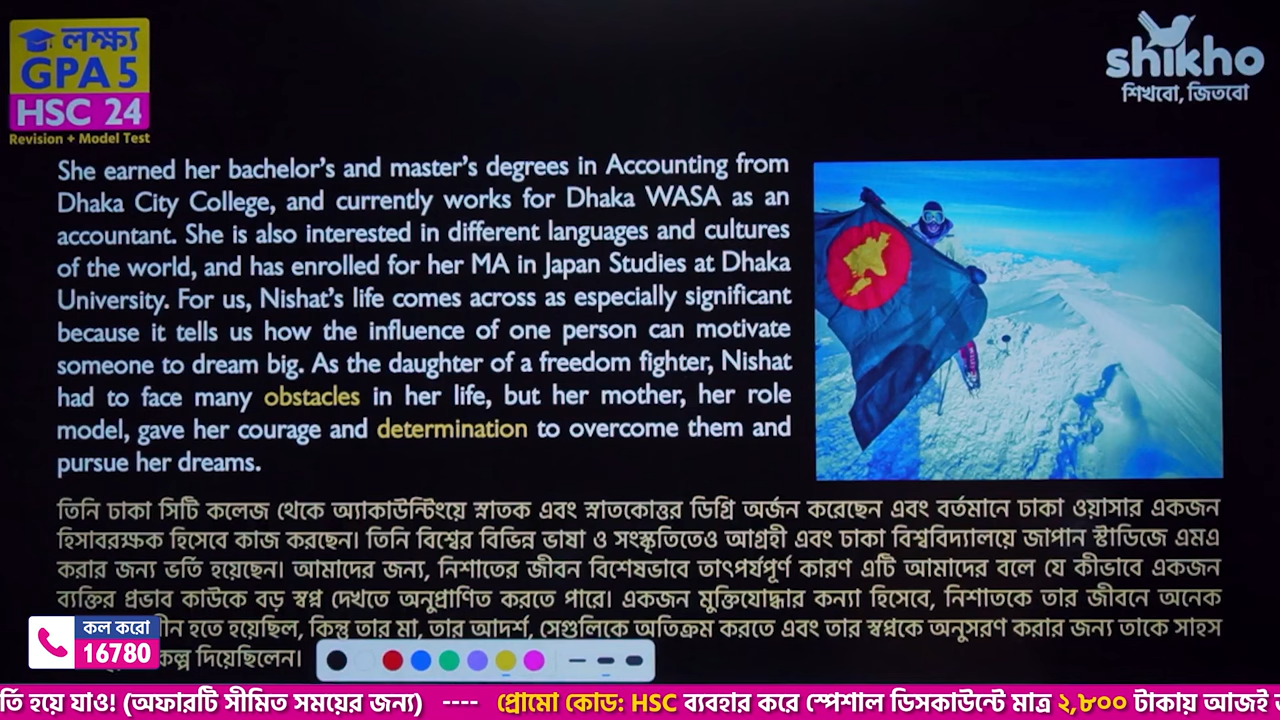 লক্ষ্য
GPA 5
HSC 24
Revision + Model Test
shikho
শিখবো, জিতবো
She earned her bachelor's and master's degrees in Accounting from
Dhaka City College, and currently works for Dhaka WASA as an
accountant. She is also interested in different languages and cultures
of the world, and has enrolled for her MA in Japan Studies at Dhaka
University. For us, Nishat's life comes across as especially significant
because it tells us how the influence of one person can motivate
someone to dream big. As the daughter of a freedom fighter, Nishat
had to face many obstacles in her life, but her mother, her role
model, gave her courage and determination to overcome them and
pursue her dreams.
তিনি ঢাকা সিটি কলেজ থেকে অ্যাকাউন্টিংয়ে স্নাতক এবং স্নাতকোত্তর ডিগ্রি অর্জন করেছেন এবং বর্তমানে ঢাকা ওয়াসার একজন
হিসাবরক্ষক হিসেবে কাজ করছেন। তিনি বিশ্বের বিভিন্ন ভাষা ও সংস্কৃতিতেও আগ্রহী এবং ঢাকা বিশ্ববিদ্যালয়ে জাপান স্টাডিজে এমএ
করার জন্য ভর্তি হয়েছেন। আমাদের জন্য, নিশাতের জীবন বিশেষভাবে তাৎপর্যপূর্ণ কারণ এটি আমাদের বলে যে কীভাবে একজন
ব্যক্তির প্রভাব কাউকে বড় স্বপ্ন দেখতে অনুপ্রাণিত করতে পারে। একজন মুক্তিযোদ্ধার কন্যা হিসেবে, নিশাতকে তার জীবনে অনেক
হতে হয়েছিল, কিন্তু তার মা, তার আদর্শ, সেগুলিকে অতিক্রম করতে এবং তার স্বপ্নকে অনুসরণ করার জন্য তাকে সাহস
দিয়েছিলেন।
কল করো
16780
হয়ে যাও! (অফারটি সীমিত সময়ের জন্য) ---- প্রোমো কোড: HSC ব্যবহার করে স্পেশাল ডিসকাউন্টে মাত্র ২,৮০০ টাকায় আজই